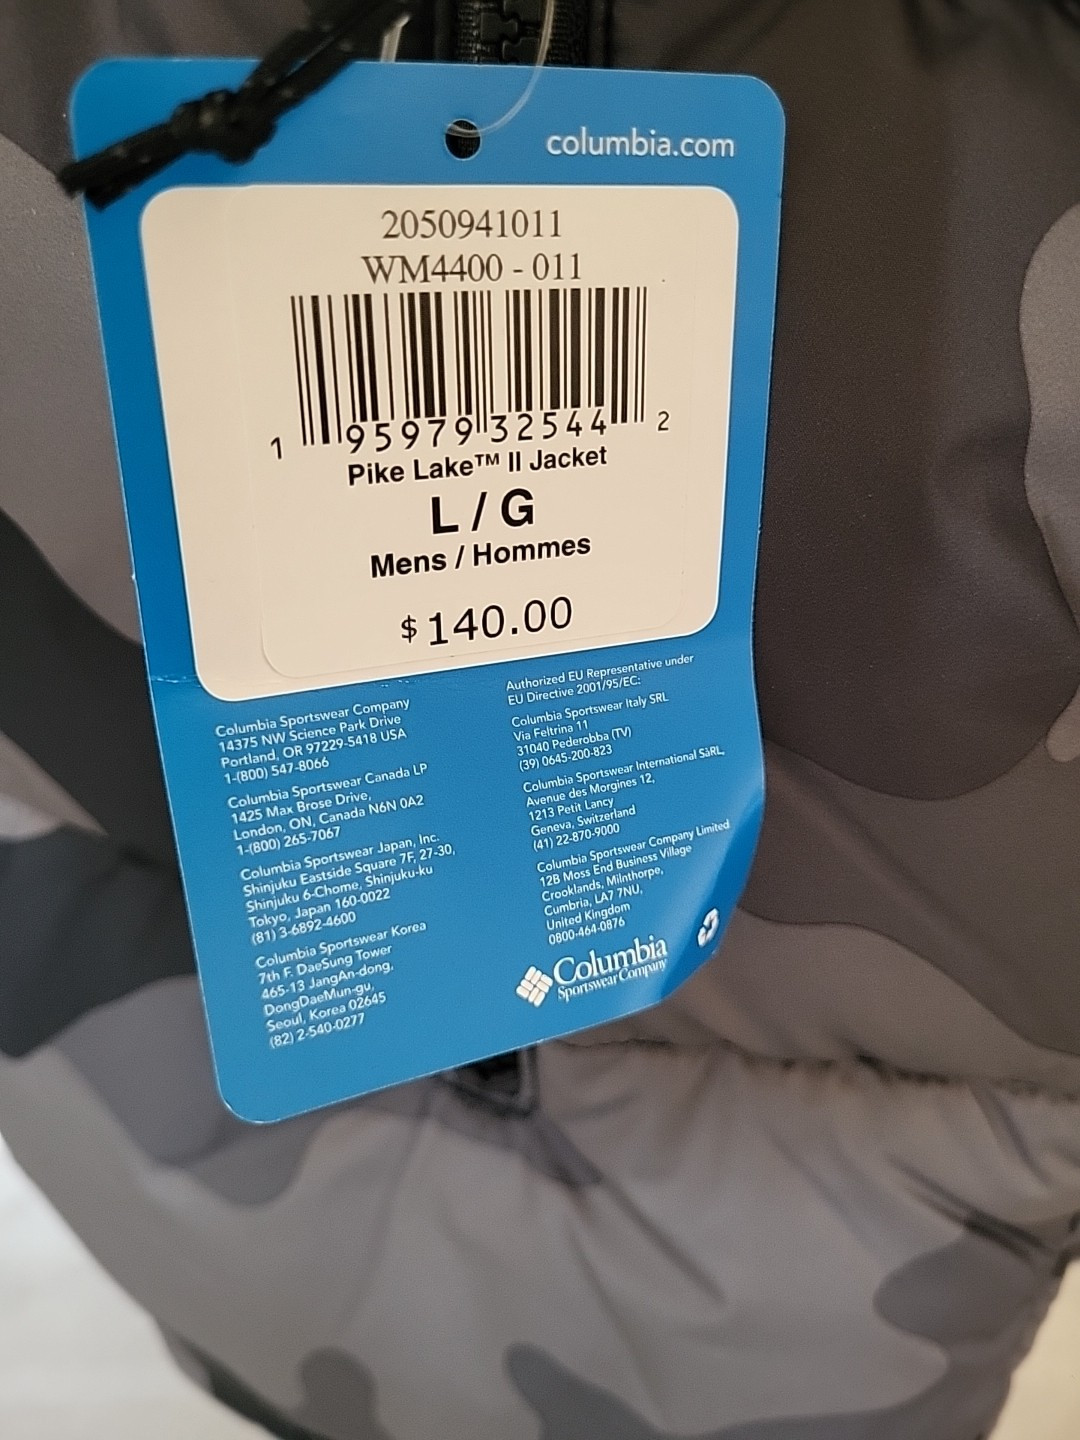 columbia.com
2050941011
WM4400 - 011
1 95979 32544 2
Pike Lake™ II Jacket
L / G
Mens / Hommes
$140.00
Columbia Sportswear Company
14375 NW Science Park Drive
Portland, OR 97229-5418 USA
1-(800) 547-8066
Columbia Sportswear Canada LP
1425 Max Brose Drive,
London, ON, Canada N6N 0A2
1-(800) 265-7067
Columbia Sportswear Japan, Inc.
Shinjuku Eastside Square 7F, 27-30,
Shinjuku 6-Chome, Shinjuku-ku
Tokyo, Japan 160-0022
(81) 3-6892-4600
Columbia Sportswear Korea
7th F. DaeSung Tower
465-13 JangAn-dong,
DongDaeMun-gu,
Seoul, Korea 02645
(82) 2-540-0277
Authorized EU Representative under
EU Directive 2001/95/EC:
Columbia Sportswear Italy SRL
Via Feltrina 11
31040 Pederobba (TV)
(39) 0645-200-823
Columbia Sportswear International SàRL,
Avenue des Morgines 12,
1213 Petit Lancy
Geneva, Switzerland
(41) 22-870-9000
Columbia Sportswear Company Limited
12B Moss End Business Village
Crooklands, Milnthorpe,
Cumbria, LA7 7NU,
United Kingdom
0800-464-0876
Columbia
Sportswear Company